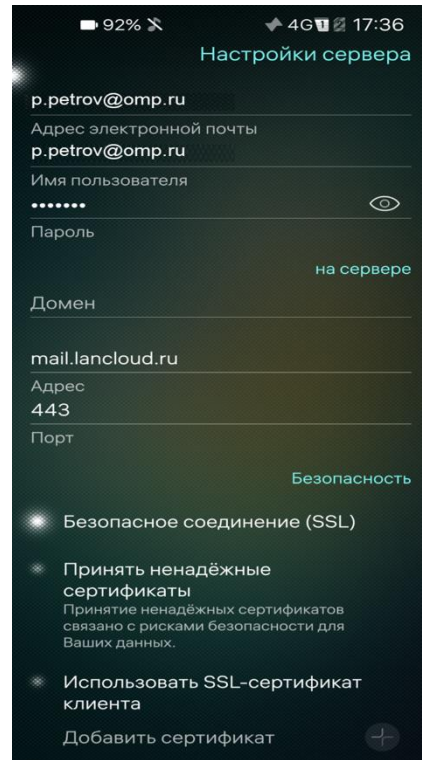 92% 4G 1 17:36
Настройки сервера
p.petrov@omp.ru
Адрес электронной почты
p.petrov@omp.ru
Имя пользователя
•••••••
Пароль
на сервере
Домен
mail.lancloud.ru
Адрес
443
Порт
Безопасность
Безопасное соединение (SSL)
Принять ненадёжные
сертификаты
Принятие ненадёжных сертификатов
связано с рисками безопасности для
Ваших данных.
Использовать SSL-сертификат
клиента
Добавить сертификат